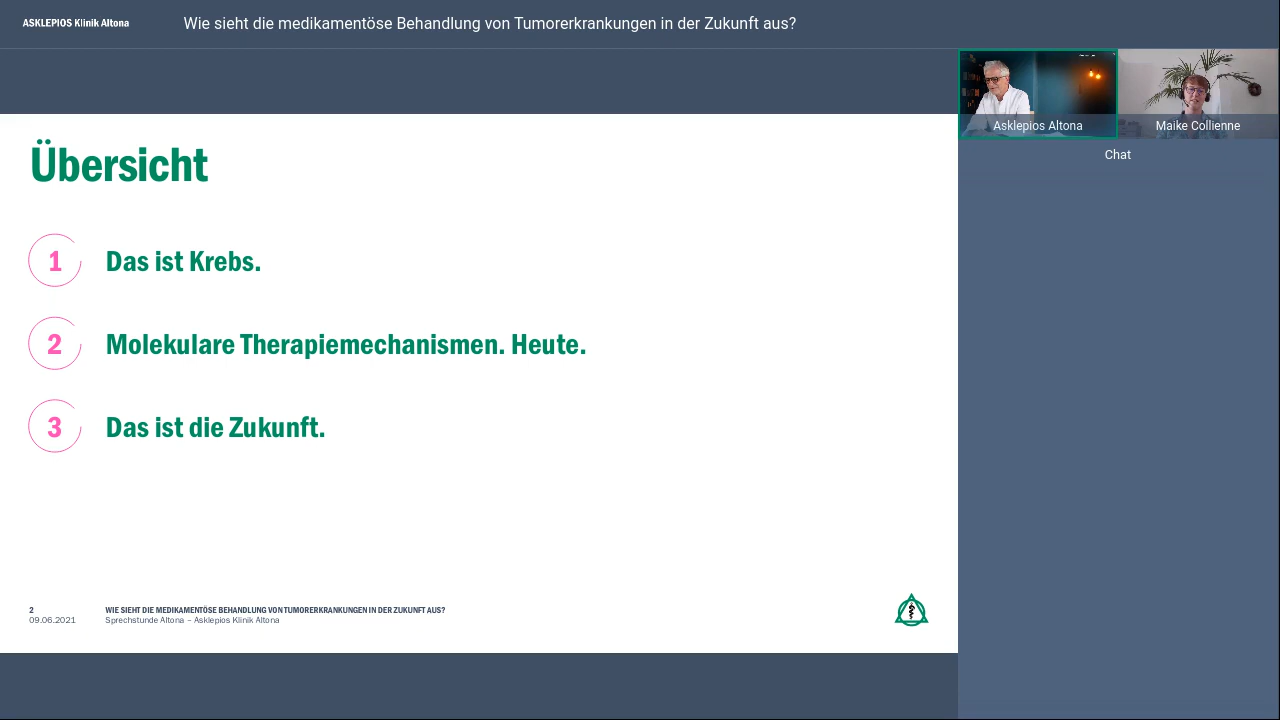 ASKLEPIOS Klinik Altona
Wie sieht die medikamentöse Behandlung von Tumorerkrankungen in der Zukunft aus?
Asklepios Altona
Maike Collienne
Chat
Übersicht
1 Das ist Krebs.
2 Molekulare Therapiemechanismen. Heute.
3 Das ist die Zukunft.
2 WIE SIEHT DIE MEDIKAMENTÖSE BEHANDLUNG VON TUMORERKRANKUNGEN IN DER ZUKUNFT AUS?
09.06.2021 Sprechstunde Altona – Asklepios Klinik Altona